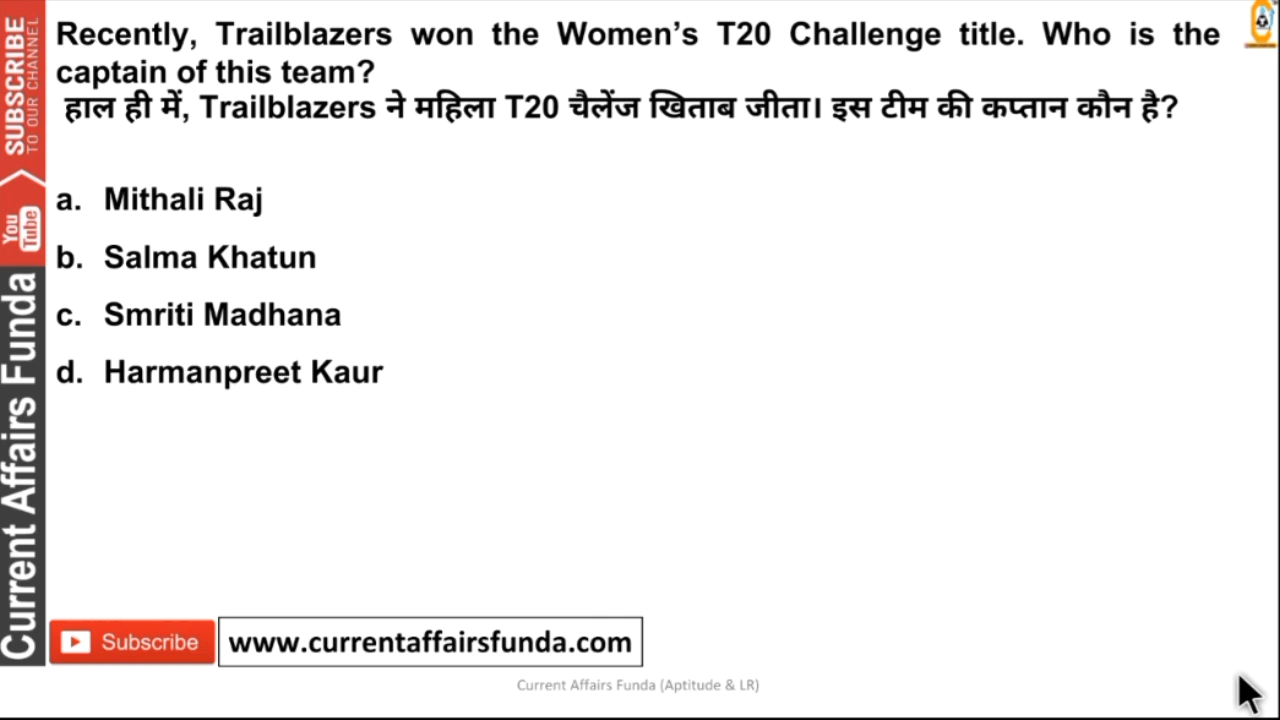 Recently, Trailblazers won the Women’s T20 Challenge title. Who is the
captain of this team?
हाल ही में, Trailblazers ने महिला T20 चैलेंज खिताब जीता। इस टीम की कप्तान कौन है?
a. Mithali Raj
b. Salma Khatun
c. Smriti Madhana
d. Harmanpreet Kaur
SUBSCRIBE
TO OUR CHANNEL
You
Tube
Current Affairs Funda
Subscribe
www.currentaffairsfunda.com
Current Affairs Funda (Aptitude & LR)